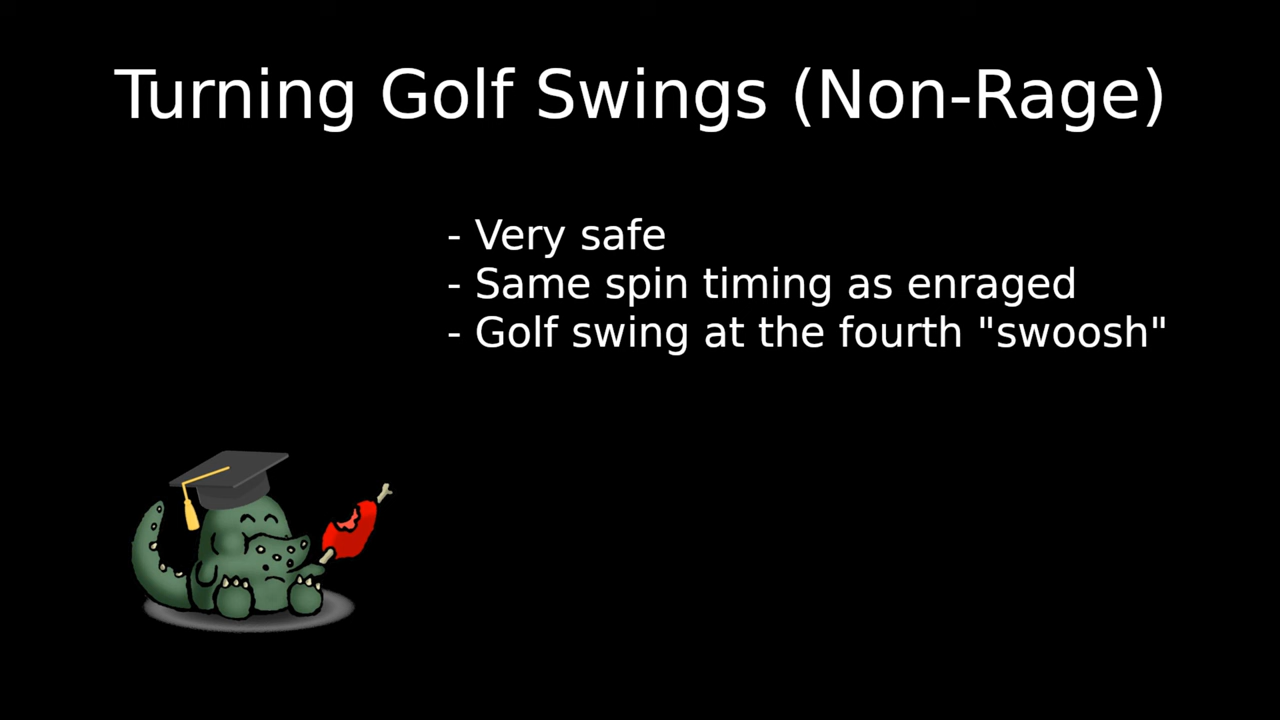 Turning Golf Swings (Non-Rage)
- Very safe
- Same spin timing as enraged
- Golf swing at the fourth "swoosh"